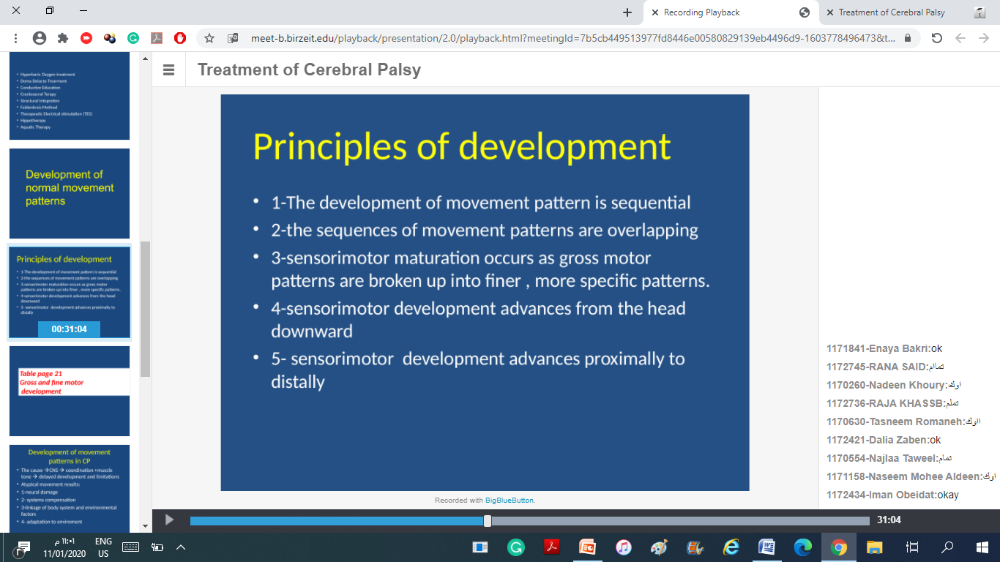 Recording Playback
Treatment of Cerebral Palsy
meet-b.birzeit.edu/playback/presentation/2.0/playback.html?meetingId=7b5cb449513977fd8446e00580829139eb4496d9-1603778496473&t...
• Hyperbaric Oxygen treatment
• Doma Delacto Trearment
• Conductive Education
• Craniosacral Terapy
• Stractural Integration
• Feldenkrais Method
• Therapeutic Electrical stimulation (TES)
• Hippotherapy
• Aquatic Therapy
Development of
normal movement
patterns
Principles of development
• 1-The development of movement pattern is sequential
• 2-the sequences of movement patterns are overlapping
• 3-sensorimotor maturation occurs as gross motor
patterns are broken up into finer , more specific patterns.
• 4-sensorimotor development advances from the head
downward
• 5- sensorimotor development advances proximally to
distally
00:31:04
Table page 21
Gross and fine motor
development
Development of movement
patterns in CP
• The cause →CNS → coordination +muscle
tone → delayed development and limitations
• Atypical movement results:
1-neural damage
• 2- systems compensation
• 3-linkage of body system and environmental
factors
• 4- adaptation to enviroment
Treatment of Cerebral Palsy
Principles of development
• 1-The development of movement pattern is sequential
• 2-the sequences of movement patterns are overlapping
• 3-sensorimotor maturation occurs as gross motor
patterns are broken up into finer , more specific patterns.
• 4-sensorimotor development advances from the head
downward
• 5- sensorimotor  development advances proximally to
distally
Recorded with BigBlueButton.
1171841-Enaya Bakri:ok
1172745-RANA SAID:تماام
1170260-Nadeen Khoury:اوك
1172736-RAJA KHASSB:تملم
1170630-Tasneem Romaneh:ااوك
1172421-Dalia Zaben:ok
1170554-Najlaa Taweel:تمام
1171158-Naseem Mohee Aldeen:اوك
1172434-Iman Obeidat:okay
31:04
١١:٠١ م
11/01/2020
ENG
US